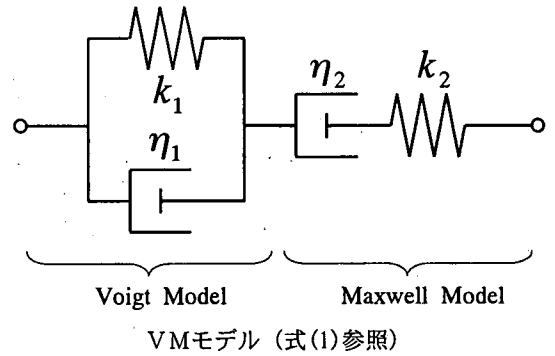 k₁
η₁
η₂
k₂
Voigt Model
Maxwell Model
VMモデル (式(1)参照)